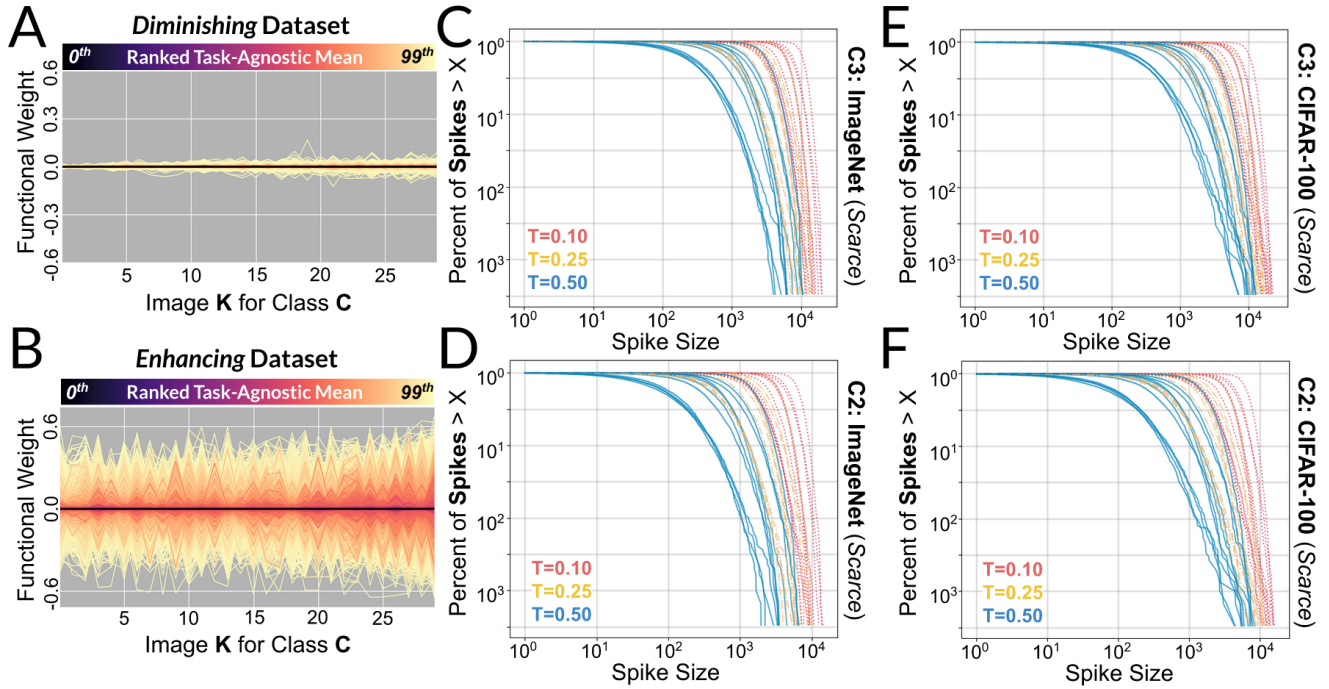 A
Diminishing Dataset
0th Ranked Task-Agnostic Mean 99th
Functional Weight
0.6
0.3
0.0
-0.3
-0.6
5 10 15 20 25
Image K for Class C
B
Enhancing Dataset
0th Ranked Task-Agnostic Mean 99th
Functional Weight
0.6
0.0
-0.6
5 10 15 20 25
Image K for Class C
C
Percent of Spikes > X
10^0
10^1
10^2
10^3
T=0.10
T=0.25
T=0.50
10^0 10^1 10^2 10^3 10^4
Spike Size
C3: ImageNet (Scarce)
D
Percent of Spikes > X
10^0
10^1
10^2
10^3
T=0.10
T=0.25
T=0.50
10^0 10^1 10^2 10^3 10^4
Spike Size
C2: ImageNet (Scarce)
E
Percent of Spikes > X
10^0
10^1
10^2
10^3
T=0.10
T=0.25
T=0.50
10^0 10^1 10^2 10^3 10^4
Spike Size
C3: CIFAR-100 (Scarce)
F
Percent of Spikes > X
10^0
10^1
10^2
10^3
T=0.10
T=0.25
T=0.50
10^0 10^1 10^2 10^3 10^4
Spike Size
C2: CIFAR-100 (Scarce)